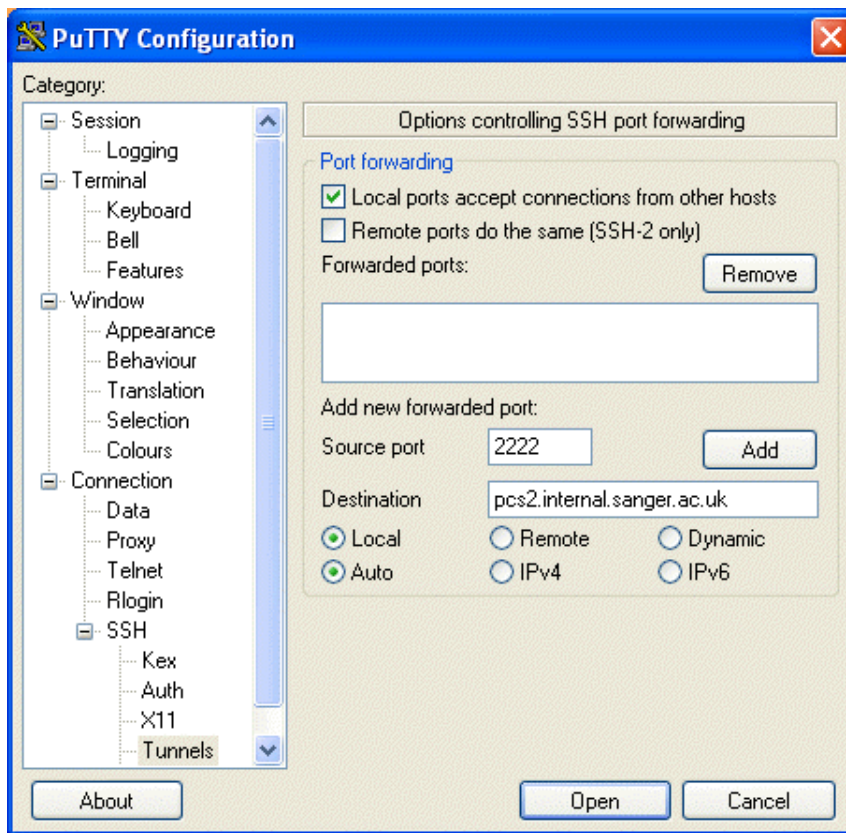 PuTTY Configuration
Category:
Session
Logging
Terminal
Keyboard
Bell
Features
Window
Appearance
Behaviour
Translation
Selection
Colours
Connection
Data
Proxy
Telnet
Rlogin
SSH
Kex
Auth
X11
Tunnels
Options controlling SSH port forwarding
Port forwarding
Local ports accept connections from other hosts
Remote ports do the same (SSH-2 only)
Forwarded ports:
Remove
Add new forwarded port:
Source port 2222 Add
Destination pcs2.internal.sanger.ac.uk
Local Remote Dynamic
Auto IPv4 IPv6
About Open Cancel